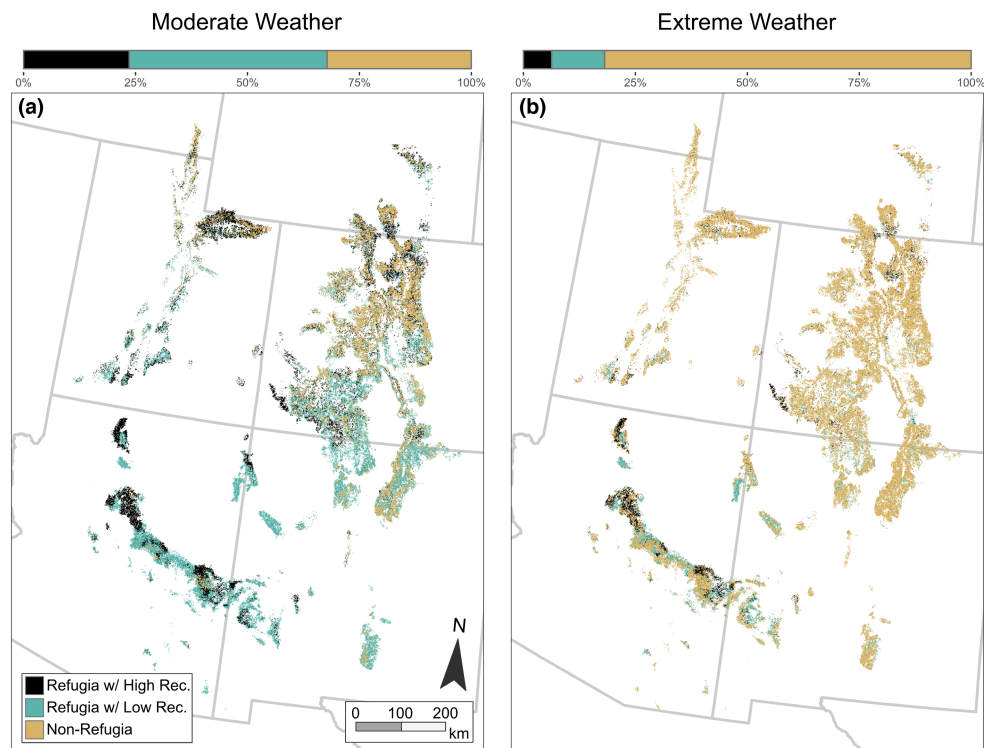 Moderate Weather
0% 25% 50% 75% 100%
(a)
Refugia w/ High Rec.
Refugia w/ Low Rec.
Non-Refugia
N
0 100 200
km
Extreme Weather
0% 25% 50% 75% 100%
(b)